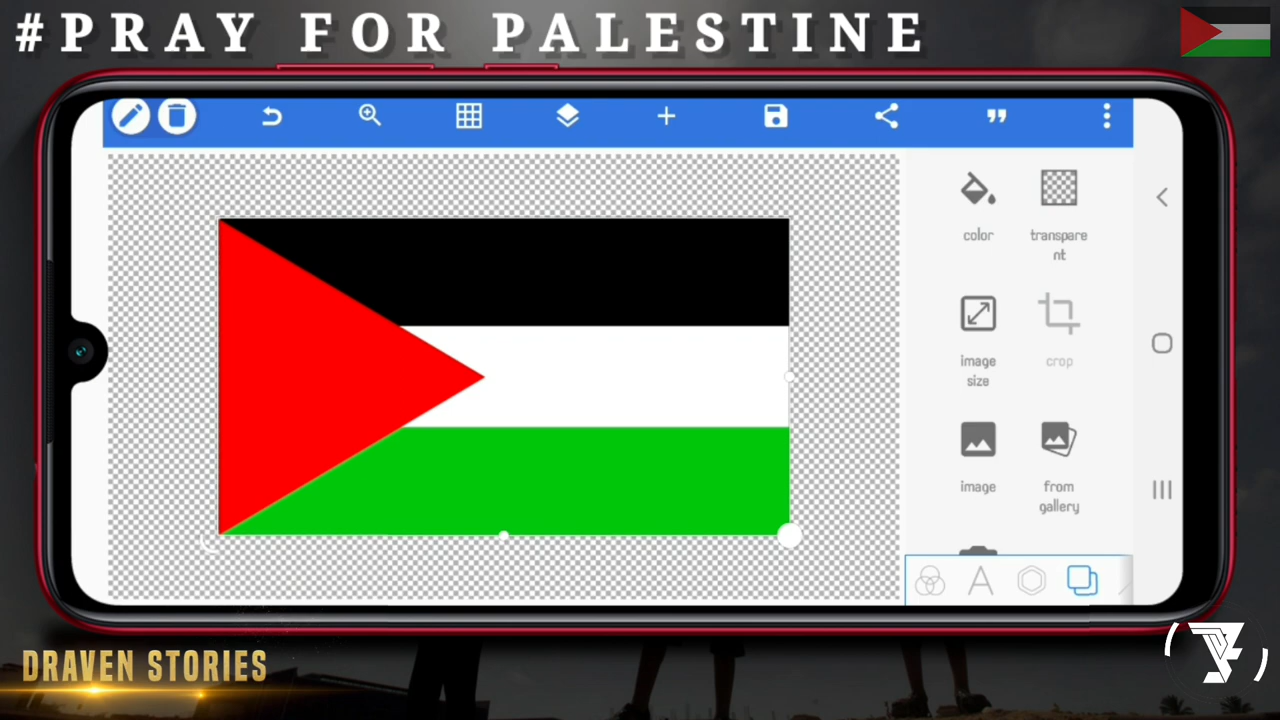 #PRAY FOR PALESTINE
color
transpare
nt
image
size
crop
image
from
gallery
DRAVEN STORIES